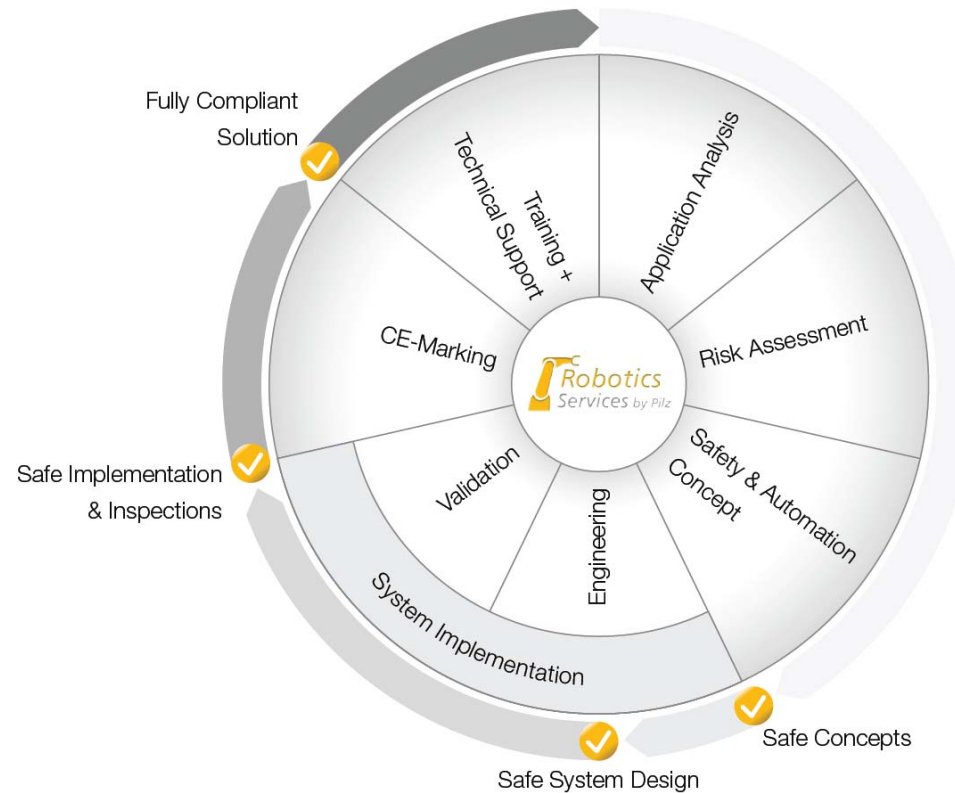 Fully Compliant
Solution
Technical Support
Training +
Application Analysis
CE-Marking
Risk Assessment
Robotics
Services by Pilz
Safe Implementation
& Inspections
Validation
Engineering
Safety & Automation
Concept
System Implementation
Safe Concepts
Safe System Design